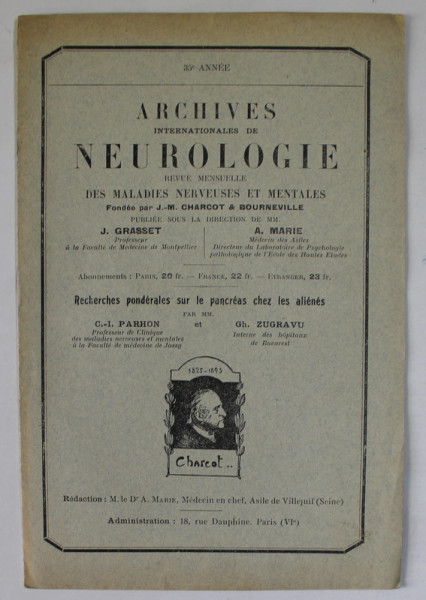 35e ANNÉE
ARCHIVES
INTERNATIONALES DE
NEUROLOGIE
REVUE MENSUELLE
DES MALADIES NERVEUSES ET MENTALES
Fondée par J.-M. CHARCOT & BOURNEVILLE
PUBLIÉE SOUS LA DIRECTION DE MM.
J. GRASSET
Professeur
à la Faculté de Médecine de Montpellier
A. MARIE
Médecin des Asiles
Directeur du Laboratoire de Psychologie
pathologique de l'Ecole des Hautes Etudes
Abonnements : PARIS, 20 fr. — FRANCE, 22 fr. — ETRANGER, 23 fr.
Recherches pondérales sur le pancréas chez les aliénés
PAR MM.
C.-I. PARHON et Gh. ZUGRAVU
Professeur de Clinique
des maladies nerveuses et mentales
à la Faculté de médecine de Jassy
Interne des hôpitaux
de Bucarest
1825-1893
Charcot..
Rédaction : M. le Dr A. MARIE, Médecin en chef, Asile de Villejuif (Seine)
Administration : 18, rue Dauphine, Paris (VIe)